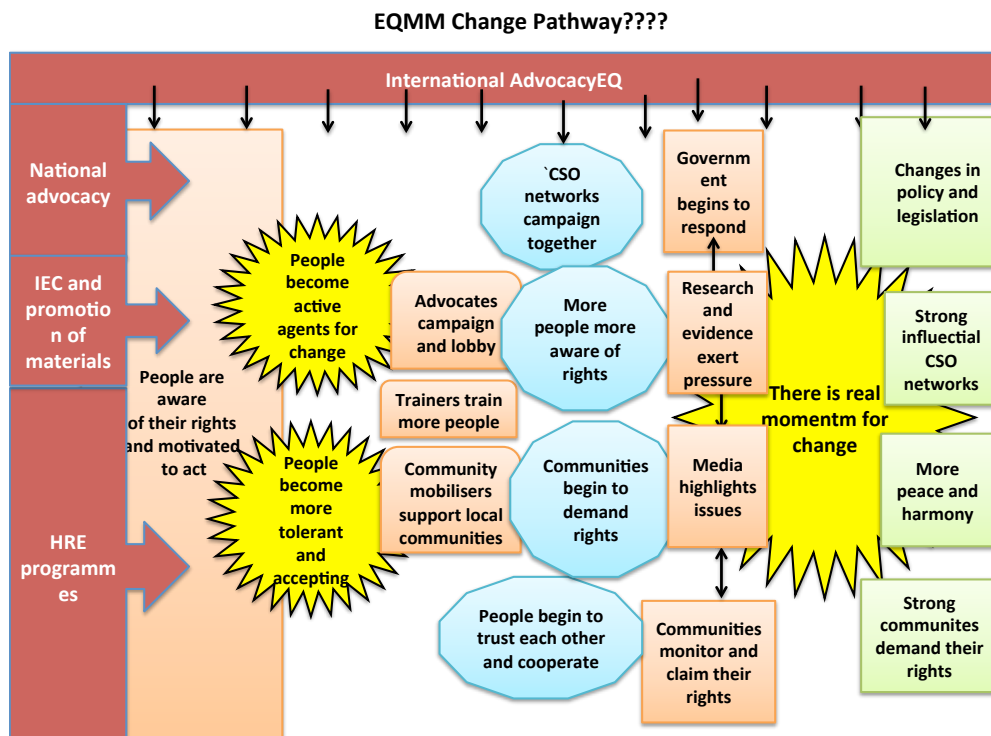 EQMM Change Pathway????
International AdvocacyEQ
National
advocacy
IEC and
promotio
n of
materials
HRE
programm
es
People are
aware
of their rights
and motivated
to act
People
become
active
agents for
change
People
become
more
tolerant
and
accepting
Advocates
campaign
and lobby
Trainers train
more people
Community
mobilisers
support local
communities
`CSO
networks
campaign
together
More
people more
aware of
rights
Communities
begin to
demand
rights
People begin to
trust each other
and cooperate
Governm
ent
begins to
respond
Research
and
evidence
exert
pressure
Media
highlights
issues
Communities
monitor and
claim their
rights
There is real
momentm for
change
Changes in
policy and
legislation
Strong
influectial
CSO
networks
More
peace and
harmony
Strong
communites
demand their
rights